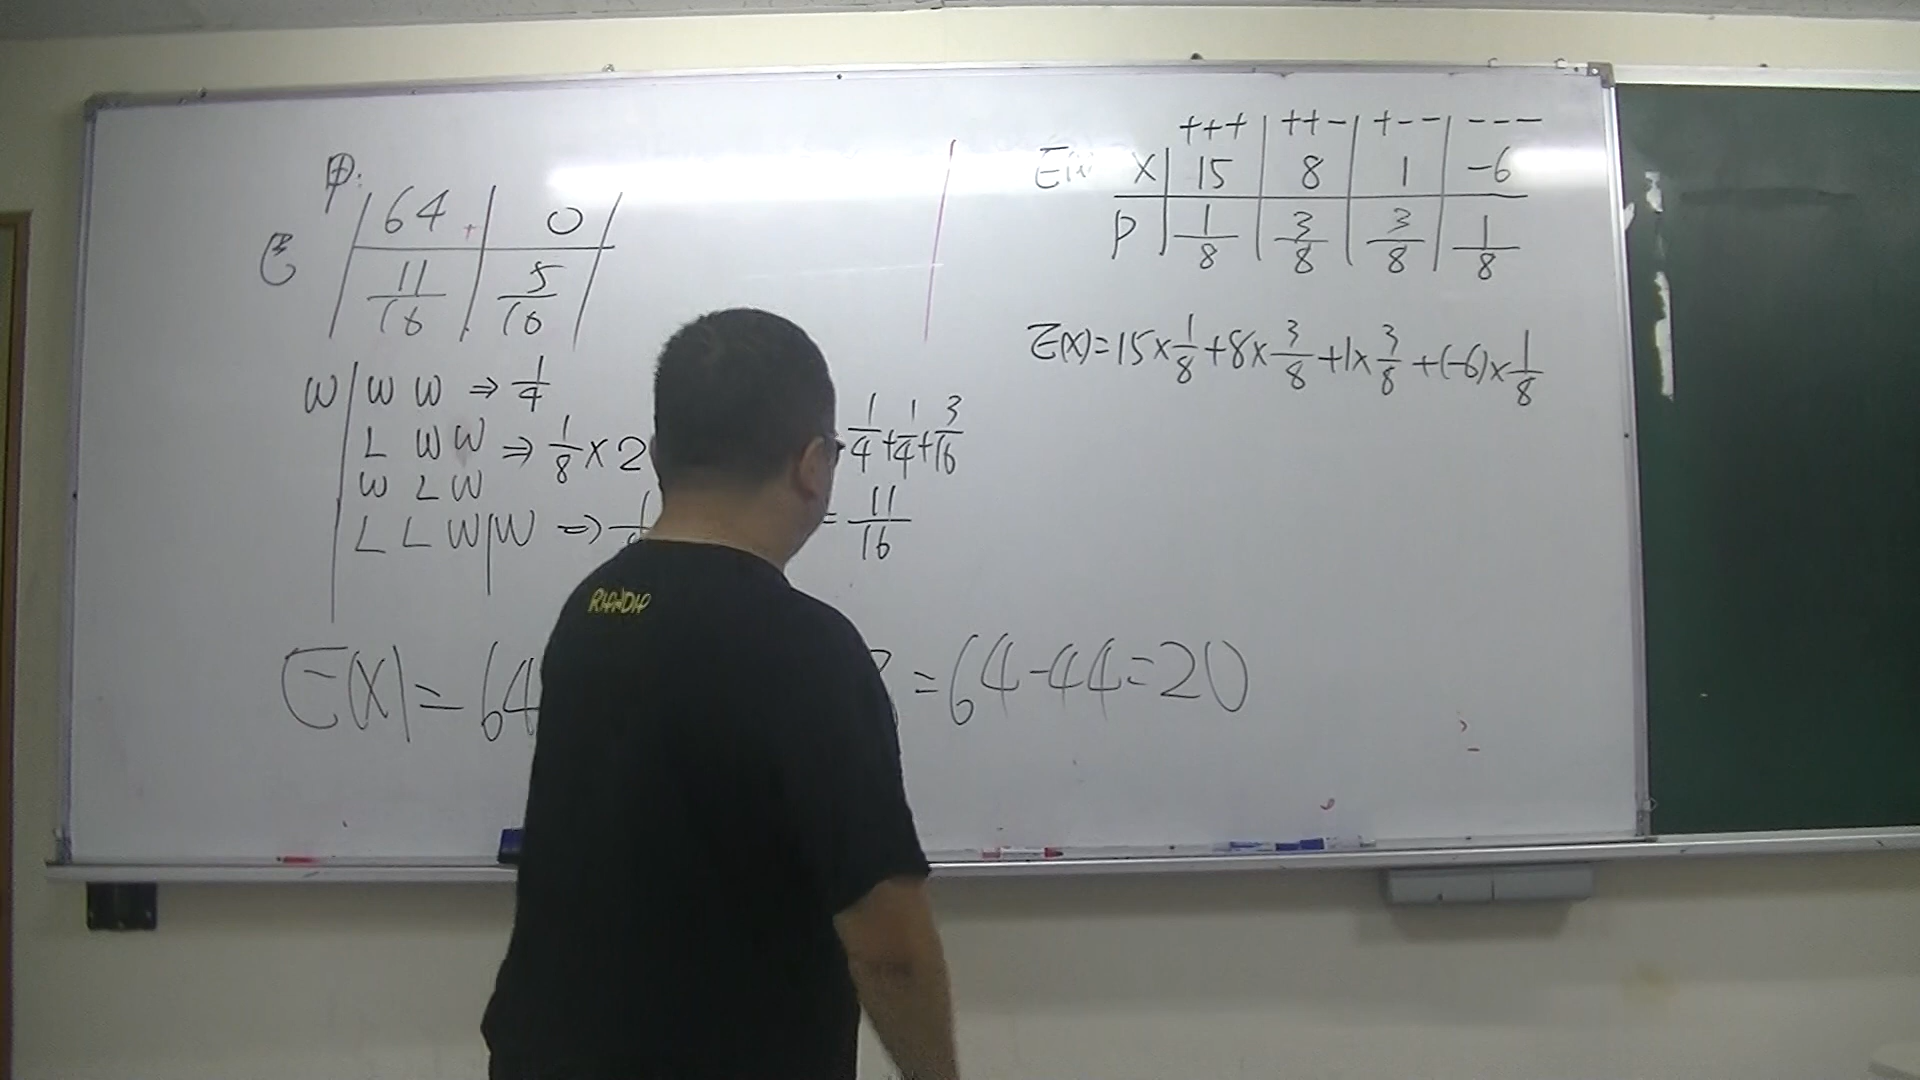 甲:
64 | 0
11/16 | 5/16
W | W W ⇒ 1/4
L W W ⇒ 1/8 × 2
W L W
L L W | W ⇒ 1
1/4 + 1/4 + 3/16
= 11/16
E(X) = 64
= 64 - 44 = 20
+++ | ++- | +-- | ---
X | 15 | 8 | 1 | -6
P | 1/8 | 3/8 | 3/8 | 1/8
E(X) = 15 × 1/8 + 8 × 3/8 + 1 × 3/8 + (-6) × 1/8